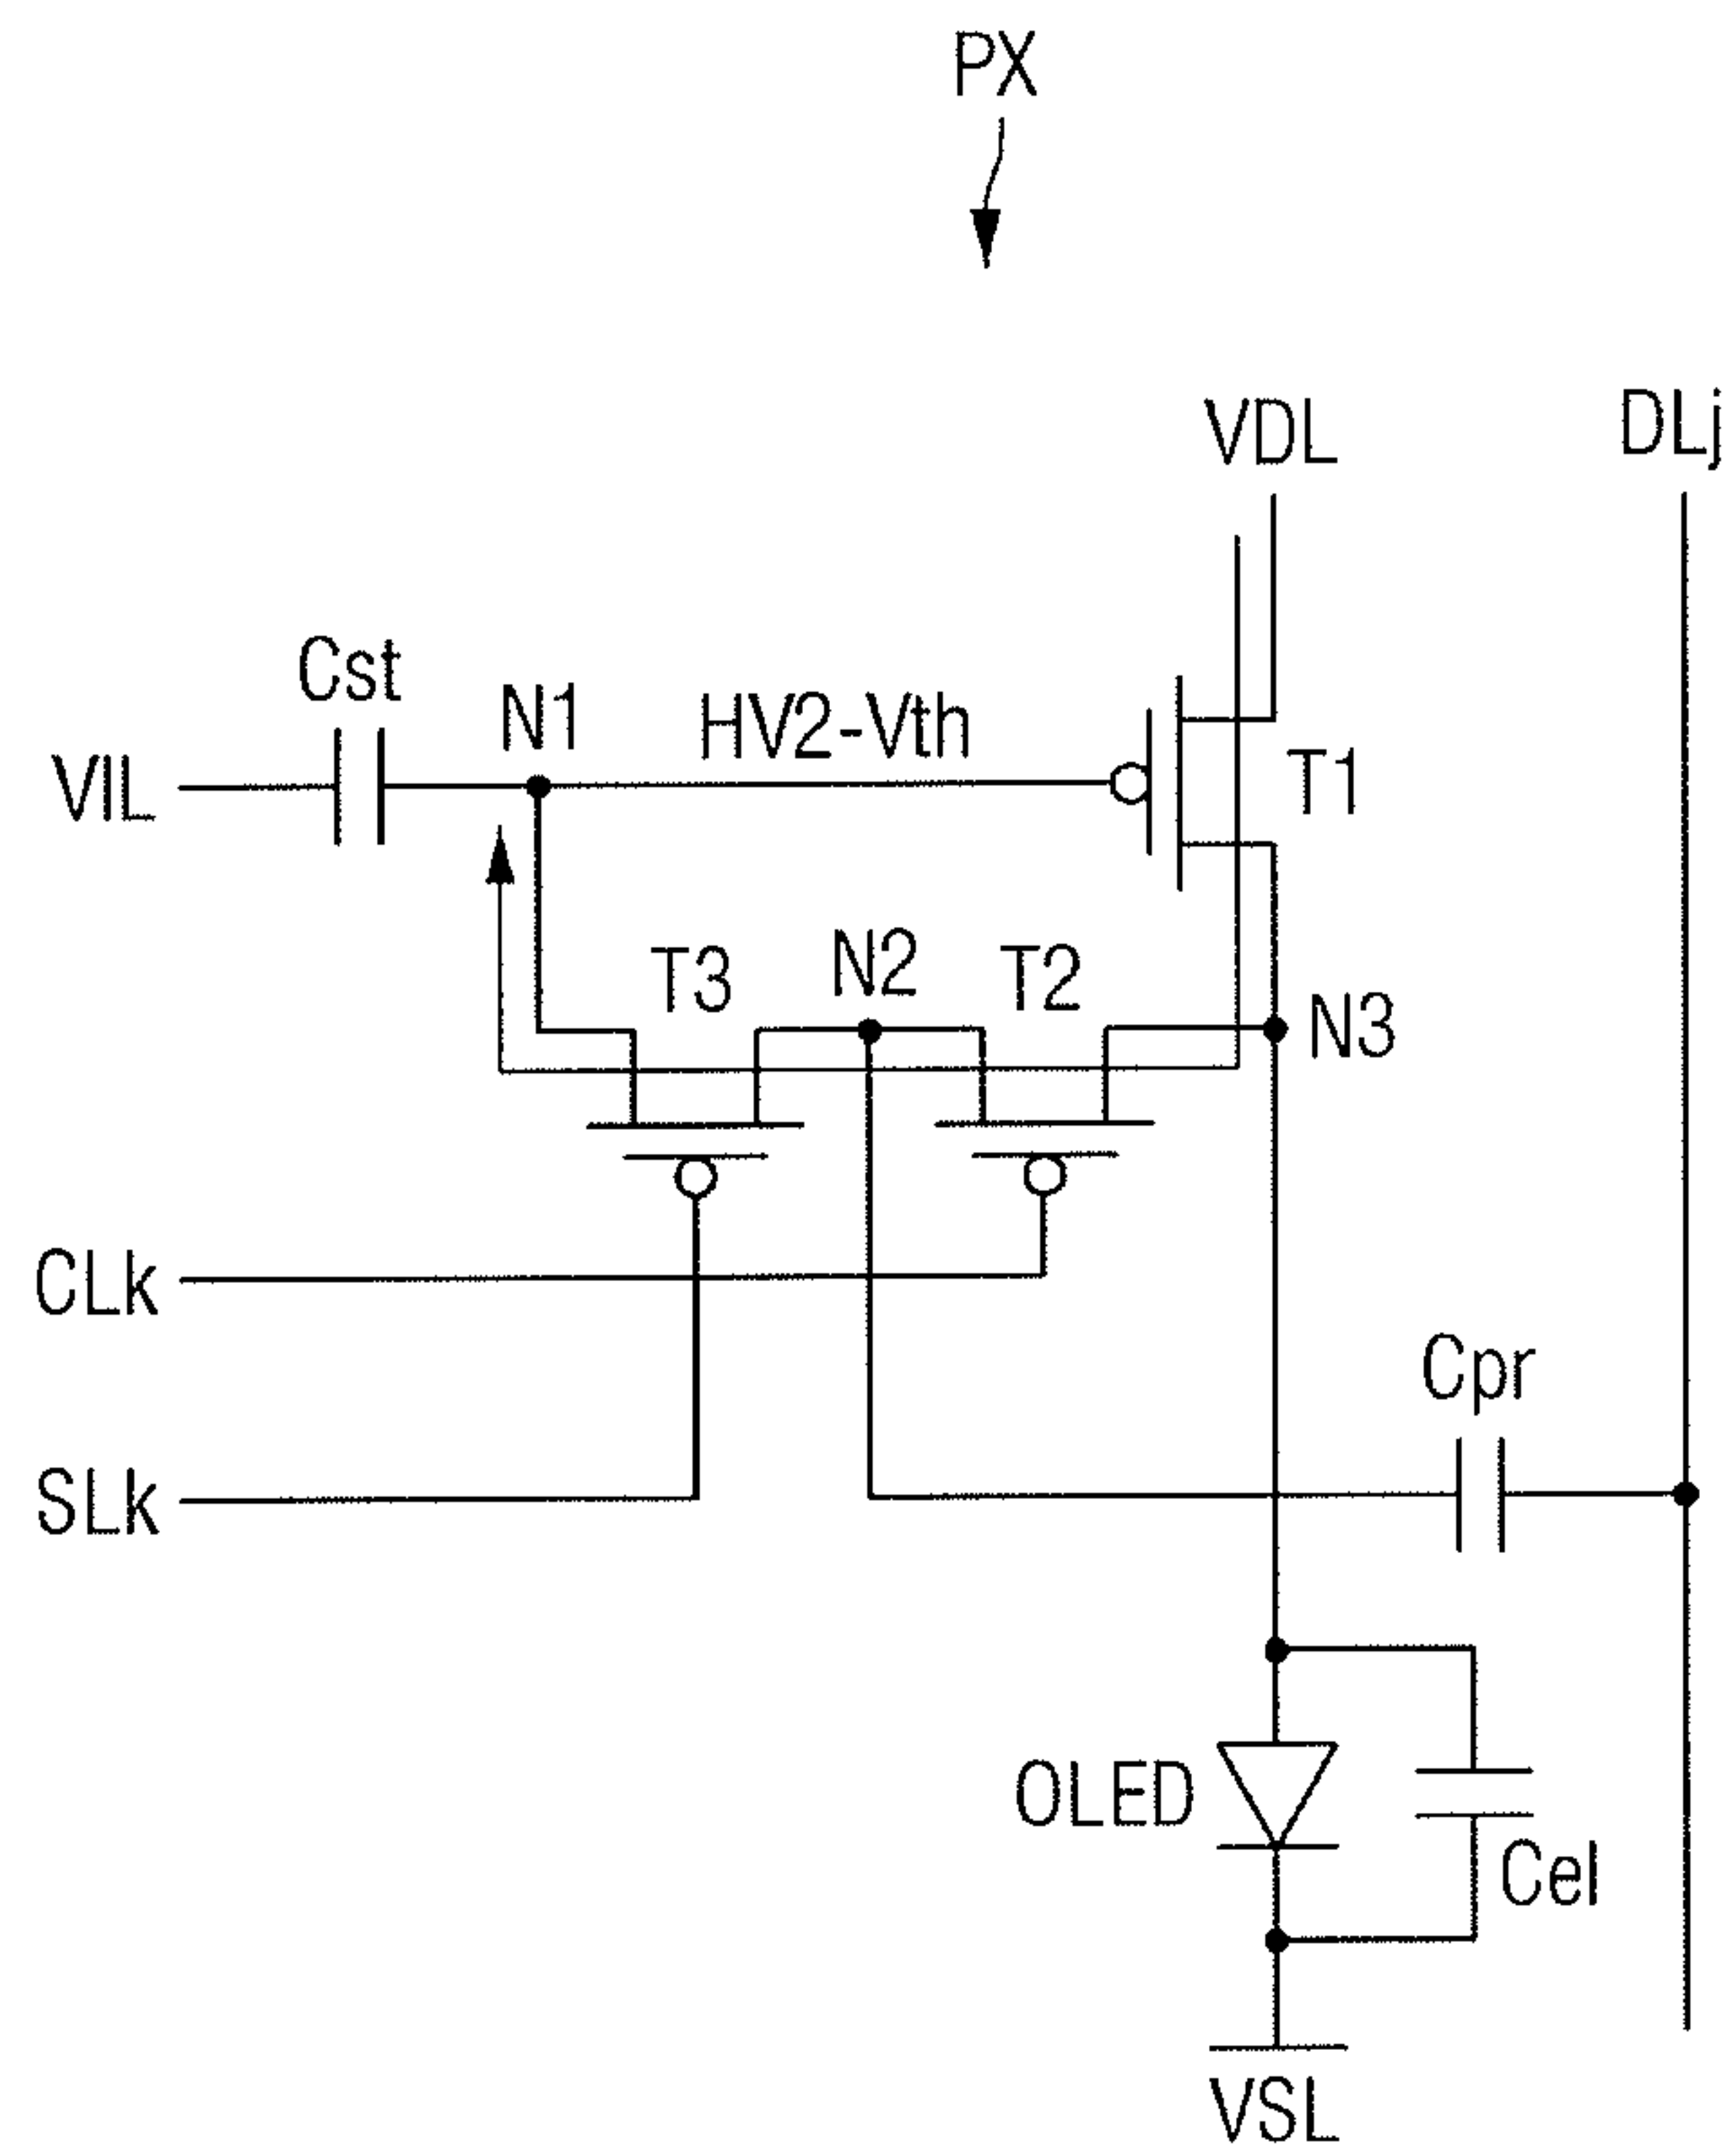 PX
VDL
DLj
Cst
N1
HV2-Vth
VIL
T1
T3
N2
T2
N3
CLk
Cpr
SLk
OLED
Cel
VSL